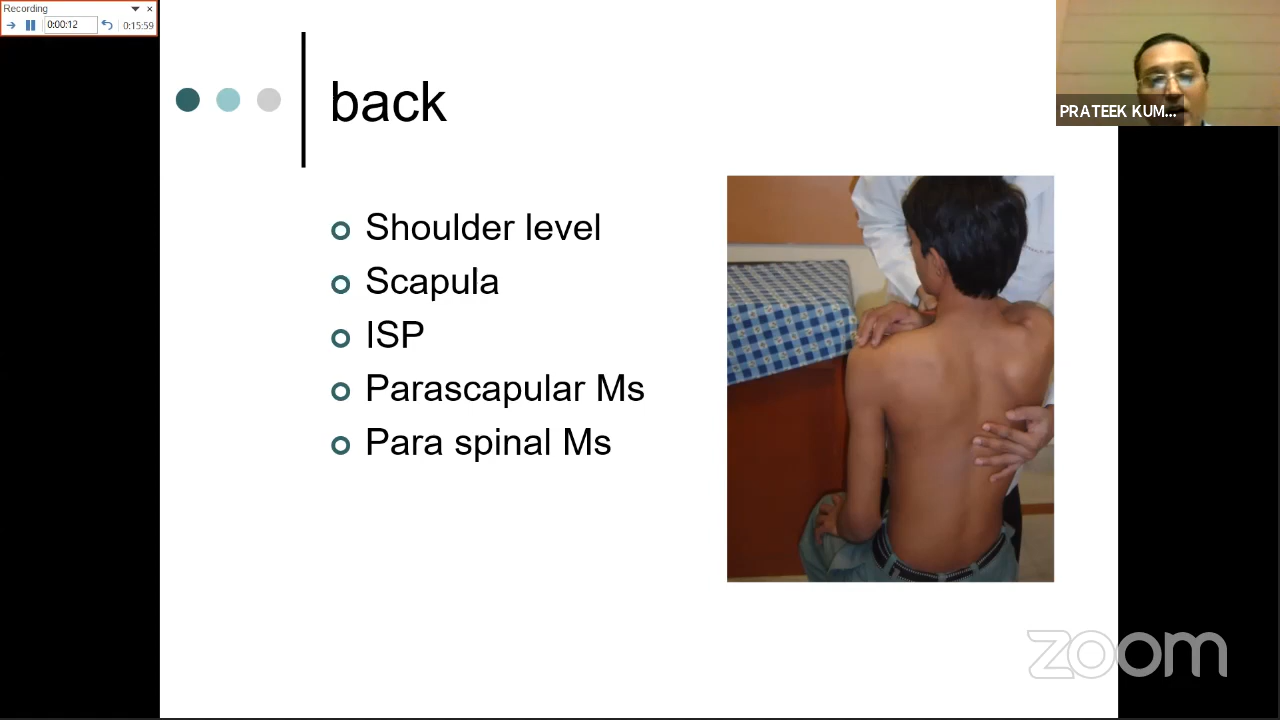 Recording
0:00:12
0:15:59
back
PRATEEK KUM...
Shoulder level
Scapula
ISP
Parascapular Ms
Para spinal Ms
zoom